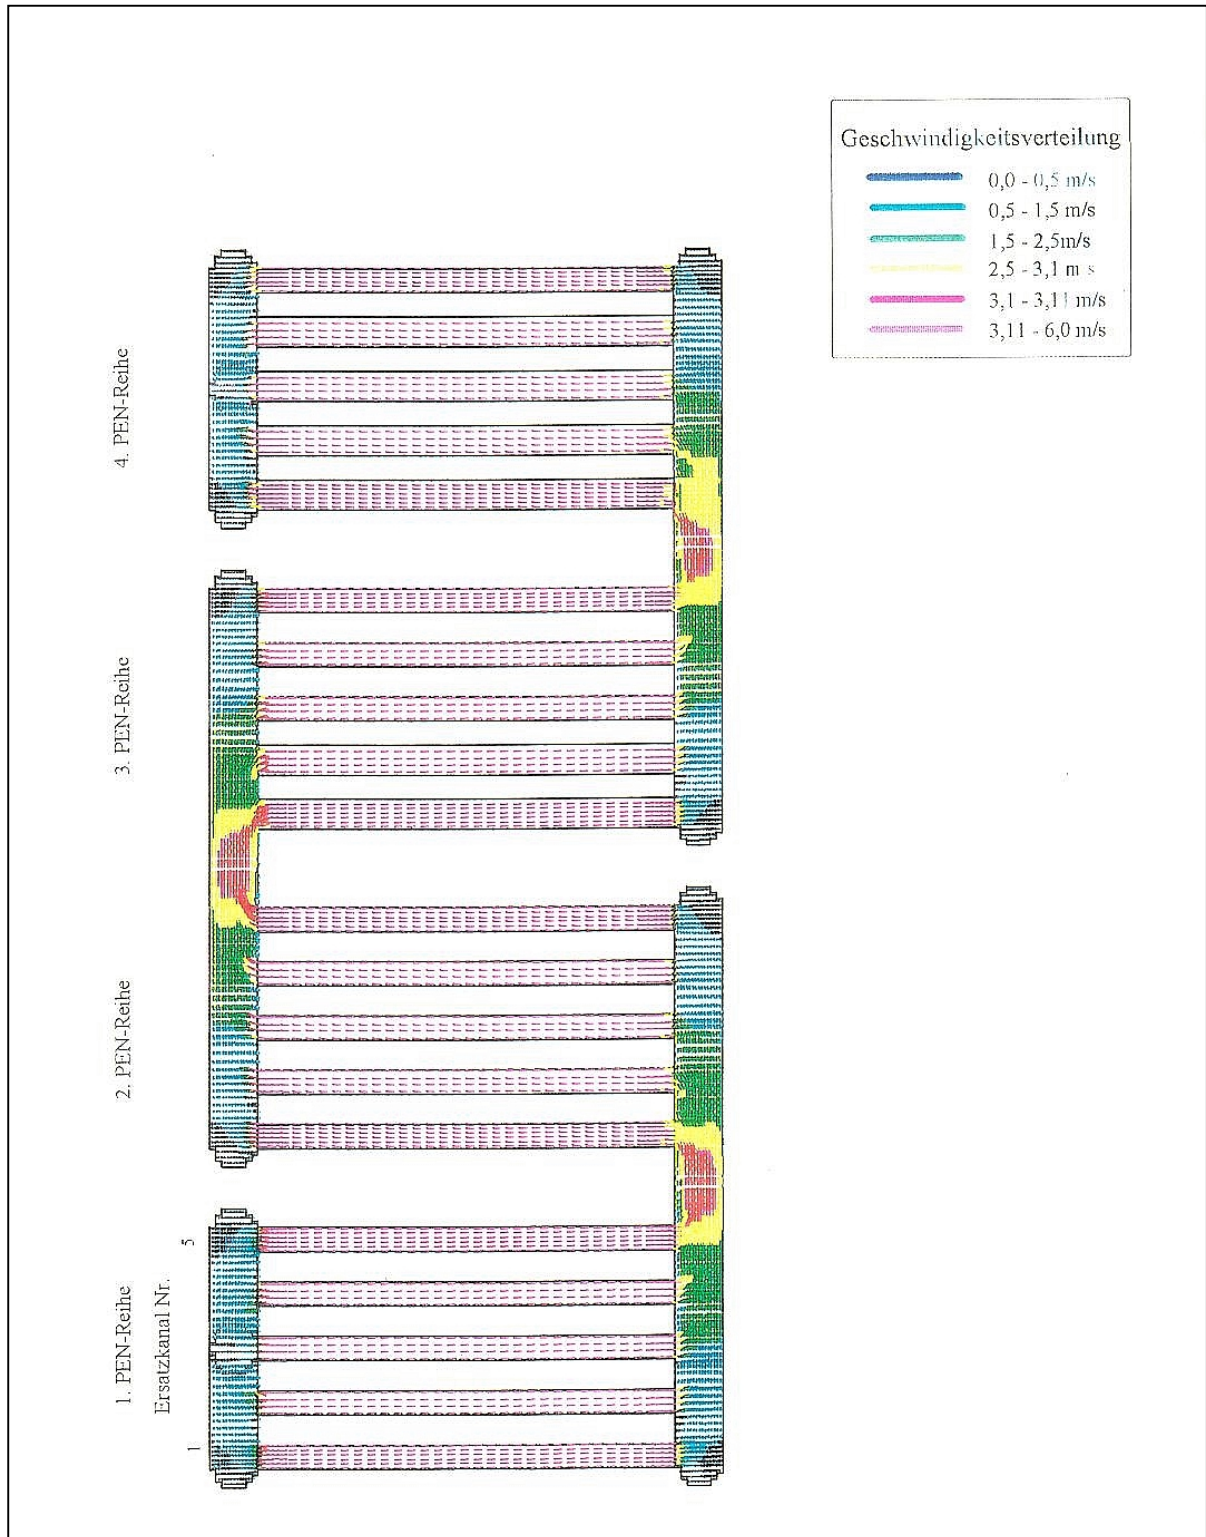 Geschwindigkeitsverteilung
0,0 - 0,5 m/s
0,5 - 1,5 m/s
1,5 - 2,5m/s
2,5 - 3,1 m s
3,1 - 3,11 m/s
3,11 - 6,0 m/s
4. PEN-Reihe
3. PEN-Reihe
2. PEN-Reihe
1. PEN-Reihe
Ersatzkanal Nr.
1
5